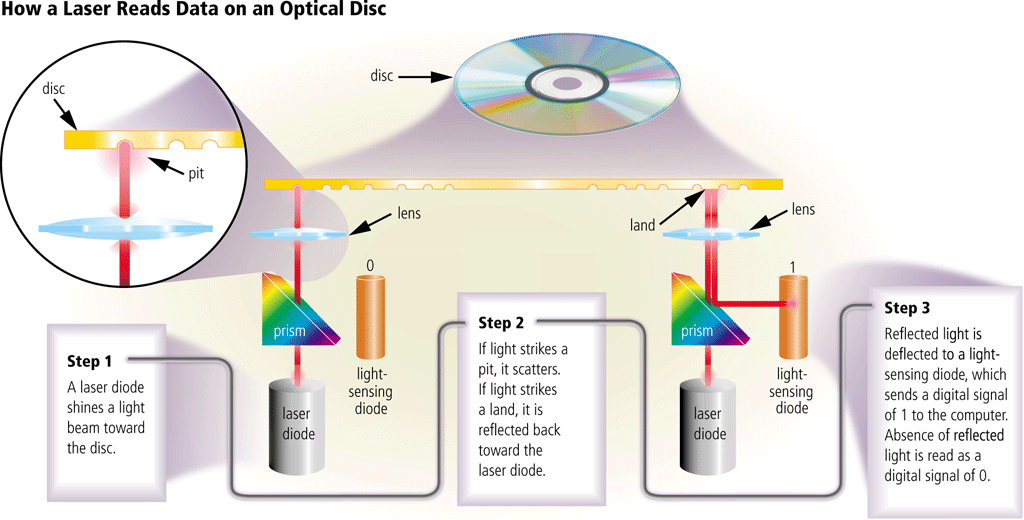 How a Laser Reads Data on an Optical Disc
disc
pit
disc
lens
0
prism
light-
sensing
diode
laser
diode
land
lens
1
prism
light-
sensing
diode
laser
diode
Step 1
A laser diode
shines a light
beam toward
the disc.
Step 2
If light strikes a
pit, it scatters.
If light strikes
a land, it is
reflected back
toward the
laser diode.
Step 3
Reflected light is
deflected to a light-
sensing diode, which
sends a digital signal
of 1 to the computer.
Absence of reflected
light is read as a
digital signal of 0.